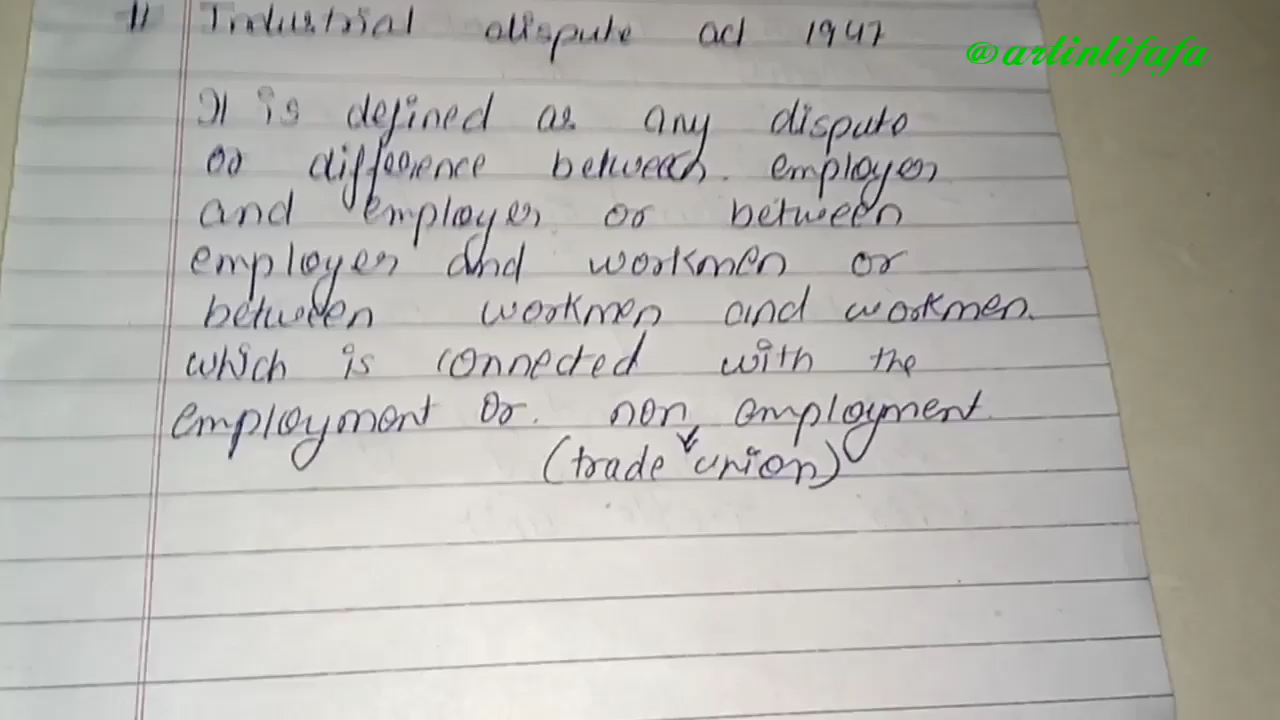 11 Industrial dispute act 1947
@artinlifafa
It is defined as any dispute
or difference between employer
and employer or between
employer and workmen or
between workmen and workmen.
which is connected with the
employment or non employment.
(trade union)